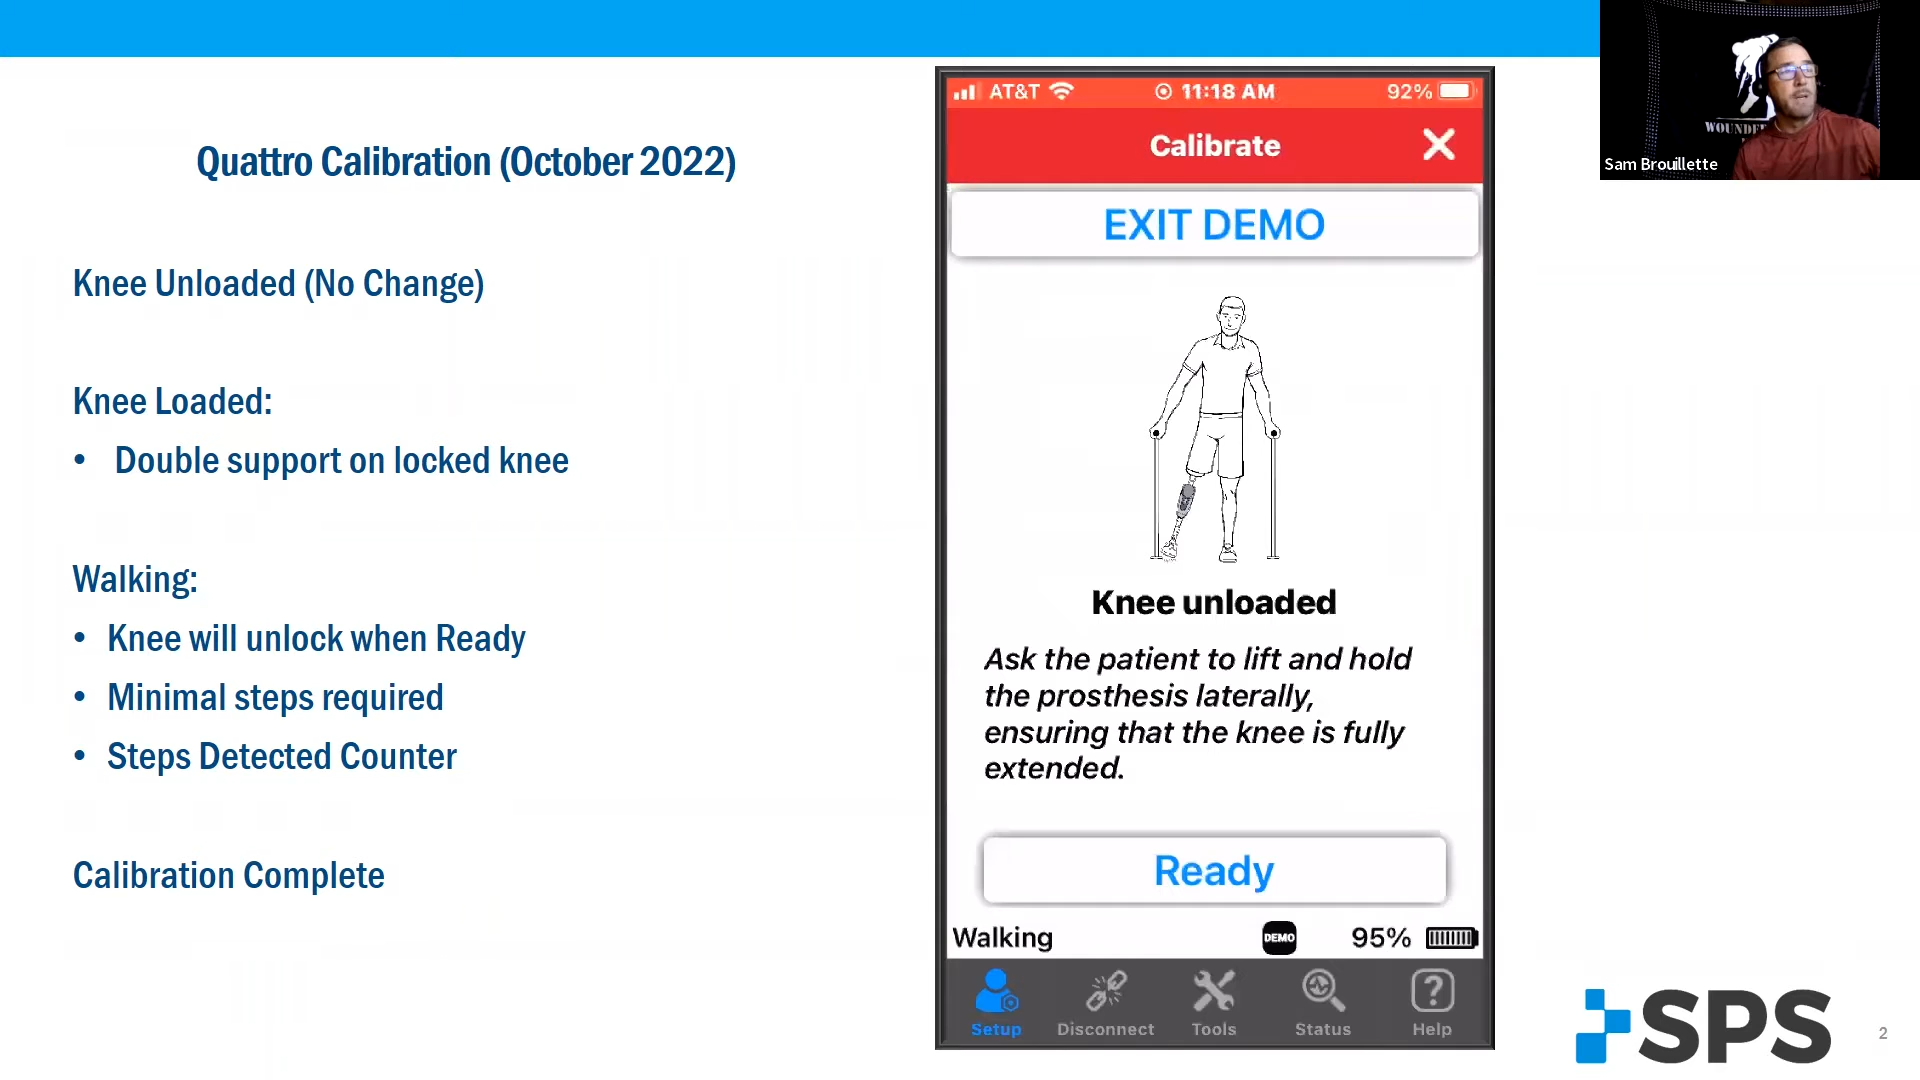 Quattro Calibration (October 2022)
Knee Unloaded (No Change)
Knee Loaded:
• Double support on locked knee
Walking:
• Knee will unlock when Ready
• Minimal steps required
• Steps Detected Counter
Calibration Complete
AT&T 11:18 AM 92%
Calibrate
EXIT DEMO
Knee unloaded
Ask the patient to lift and hold
the prosthesis laterally,
ensuring that the knee is fully
extended.
Ready
Walking DEMO 95%
Setup Disconnect Tools Status Help
Sam Brouillette
SPS
2